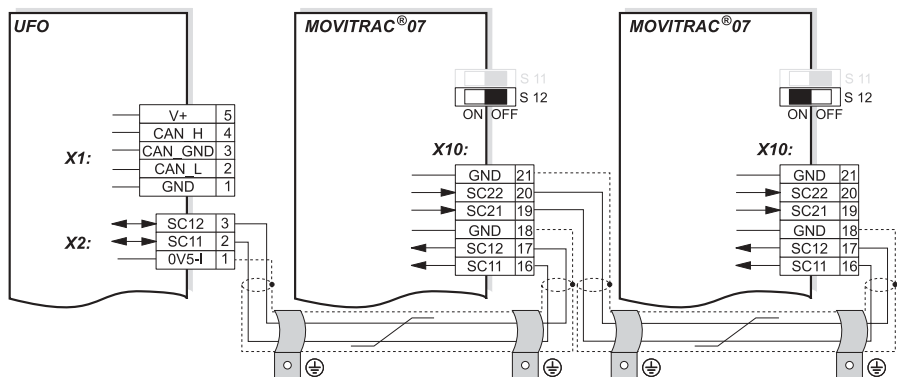 UFO
X1:
V+ 5
CAN_H 4
CAN_GND 3
CAN_L 2
GND 1
X2:
SC12 3
SC11 2
0V5-I 1
MOVITRAC®07
S 11
S 12
ON OFF
X10:
GND 21
SC22 20
SC21 19
GND 18
SC12 17
SC11 16
MOVITRAC®07
S 11
S 12
ON OFF
X10:
GND 21
SC22 20
SC21 19
GND 18
SC12 17
SC11 16